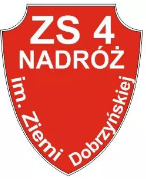 ZS 4
NADRÓŻ
im. Ziemi Dobrzyńskiej